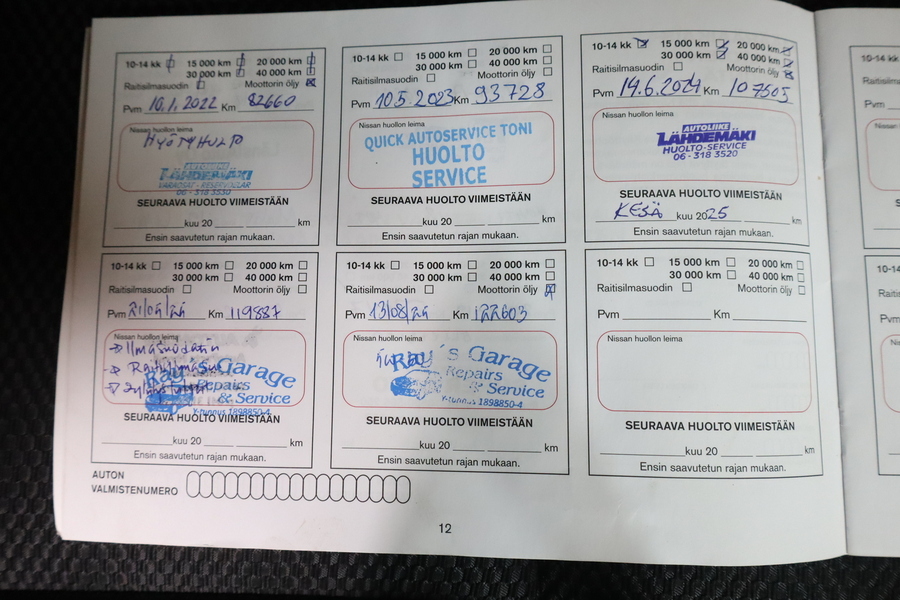 10-14 kk 15 000 km 20 000 km
30 000 km 40 000 km
Raitisilmasuodin Moottorin öljy
Pvm 10.1.2022 Km 82660
Nissan huollon leima
HYÖTYHUOLTO
AUTOLIIKE
LÄHDEMÄKI
VARAOSAT - RESERVDELAR
06 - 318 3530
SEURAAVA HUOLTO VIIMEISTÄÄN
kuu 20 km
Ensin saavutetun rajan mukaan.
10-14 kk 15 000 km 20 000 km
30 000 km 40 000 km
Raitisilmasuodin Moottorin öljy
Pvm 10.5.2023 Km 93728
Nissan huollon leima
QUICK AUTOSERVICE TONI
HUOLTO
SERVICE
SEURAAVA HUOLTO VIIMEISTÄÄN
kuu 20 km
Ensin saavutetun rajan mukaan.
10-14 kk 15 000 km 20 000 km
30 000 km 40 000 km
Raitisilmasuodin Moottorin öljy
Pvm 14.6.2024 Km 107505
Nissan huollon leima
AUTOLIIKE
LÄHDEMÄKI
HUOLTO-SERVICE
06 - 318 3520
SEURAAVA HUOLTO VIIMEISTÄÄN
KESÄ kuu 2025 km
Ensin saavutetun rajan mukaan.
10-14 kk 15 000 km 20 000 km
30 000 km 40 000 km
Raitisilmasuodin Moottorin öljy
Pvm Km 119887
Nissan huollon leima
Ray´s Garage
Repairs
& Service
Y-tunnus 1898850-4
SEURAAVA HUOLTO VIIMEISTÄÄN
kuu 20 km
Ensin saavutetun rajan mukaan.
10-14 kk 15 000 km 20 000 km
30 000 km 40 000 km
Raitisilmasuodin Moottorin öljy
Pvm Km 122603
Nissan huollon leima
Ray´s Garage
Repairs
& Service
Y-tunnus 1898850-4
SEURAAVA HUOLTO VIIMEISTÄÄN
kuu 20 km
Ensin saavutetun rajan mukaan.
10-14 kk 15 000 km 20 000 km
30 000 km 40 000 km
Raitisilmasuodin Moottorin öljy
Pvm Km
Nissan huollon leima
SEURAAVA HUOLTO VIIMEISTÄÄN
kuu 20 km
Ensin saavutetun rajan mukaan.
AUTON
VALMISTENUMERO
12